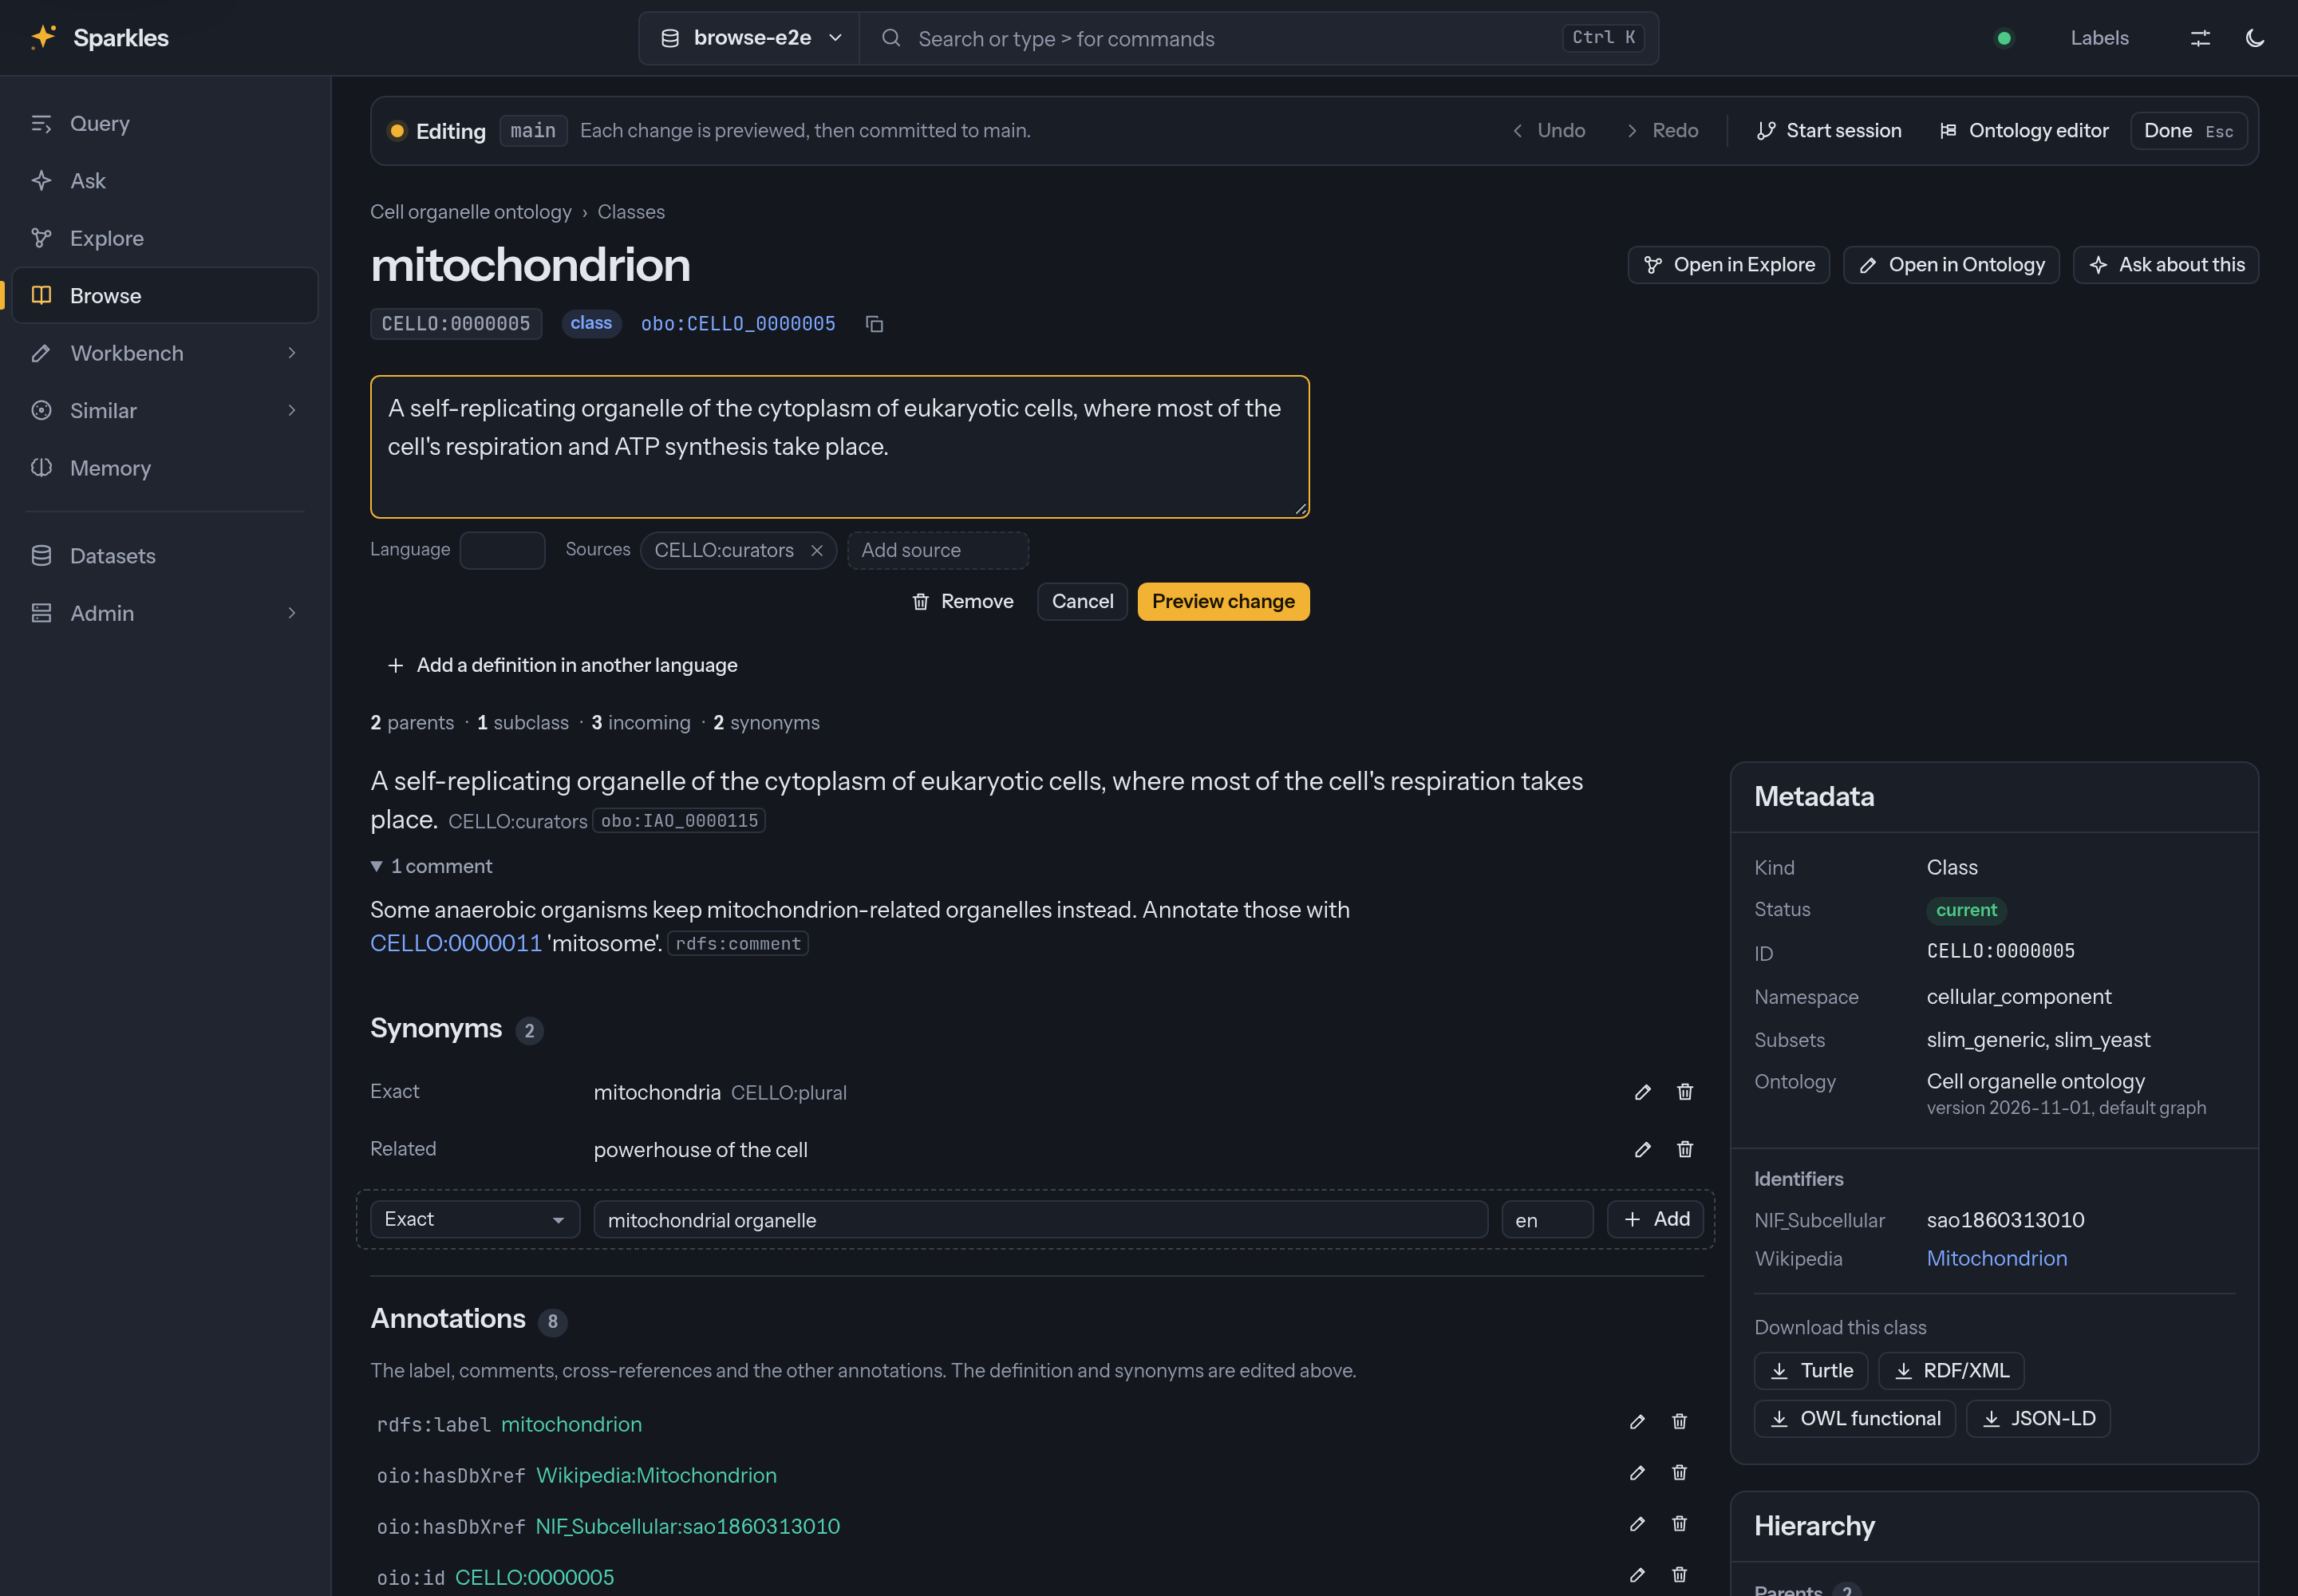 Sparkles
browse-e2e
Search or type > for commands
Ctrl K
Labels
Query
Ask
Explore
Browse
Workbench
Similar
Memory
Datasets
Admin
Editing main Each change is previewed, then committed to main.
Undo Redo Start session Ontology editor Done Esc
Cell organelle ontology › Classes
mitochondrion
Open in Explore Open in Ontology Ask about this
CELLO:0000005 class obo:CELLO_0000005
A self-replicating organelle of the cytoplasm of eukaryotic cells, where most of the
cell's respiration and ATP synthesis take place.
Language Sources CELLO:curators Add source
Remove Cancel Preview change
Add a definition in another language
2 parents · 1 subclass · 3 incoming · 2 synonyms
A self-replicating organelle of the cytoplasm of eukaryotic cells, where most of the cell's respiration takes
place. CELLO:curators obo:IAO_0000115
1 comment
Some anaerobic organisms keep mitochondrion-related organelles instead. Annotate those with
CELLO:0000011 'mitosome'. rdfs:comment
Synonyms 2
Exact mitochondria CELLO:plural
Related powerhouse of the cell
Exact mitochondrial organelle en Add
Annotations 8
The label, comments, cross-references and the other annotations. The definition and synonyms are edited above.
rdfs:label mitochondrion
oio:hasDbXref Wikipedia:Mitochondrion
oio:hasDbXref NIF_Subcellular:sao1860313010
oio:id CELLO:0000005
Metadata
Kind Class
Status current
ID CELLO:0000005
Namespace cellular_component
Subsets slim_generic, slim_yeast
Ontology Cell organelle ontology
version 2026-11-01, default graph
Identifiers
NIF_Subcellular sao1860313010
Wikipedia Mitochondrion
Download this class
Turtle RDF/XML
OWL functional JSON-LD
Hierarchy
Parents 2